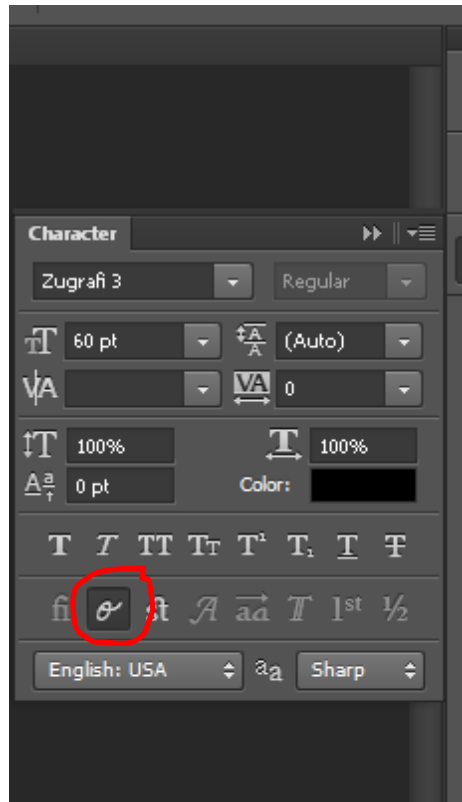 Character
Zugrafi 3 Regular
60 pt (Auto)
0
100% 100%
0 pt Color:
T T TT Tт T¹ T₁ T T
fi st A aa T 1st ½
English: USA aa Sharp